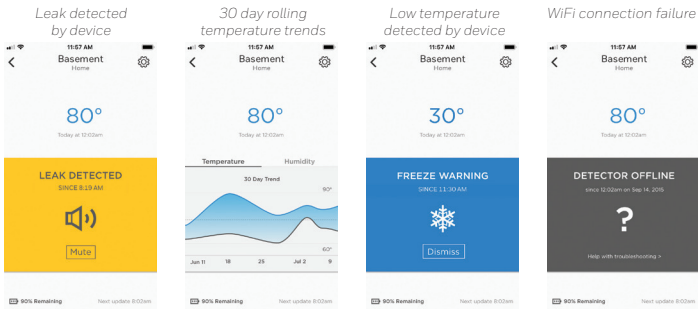 Leak detected
by device
11:57 AM
Basement
Home
80°
Today at 12:02am
LEAK DETECTED
SINCE 8:19 AM
Mute
90% Remaining
Next update 8:02am
30 day rolling
temperature trends
11:57 AM
Basement
Home
80°
Today at 12:02am
Temperature
Humidity
30 Day Trend
90°
60°
Jun 11
18
25
Jul 2
9
90% Remaining
Next update 8:02am
Low temperature
detected by device
11:57 AM
Basement
Home
30°
Today at 12:02am
FREEZE WARNING
SINCE 11:30 AM
Dismiss
90% Remaining
Next update 8:02am
WiFi connection failure
11:57 AM
Basement
Home
80°
Today at 12:02am
DETECTOR OFFLINE
since 12:02am on Sep 14, 2015
?
Help with troubleshooting >
90% Remaining
Next update 8:02am